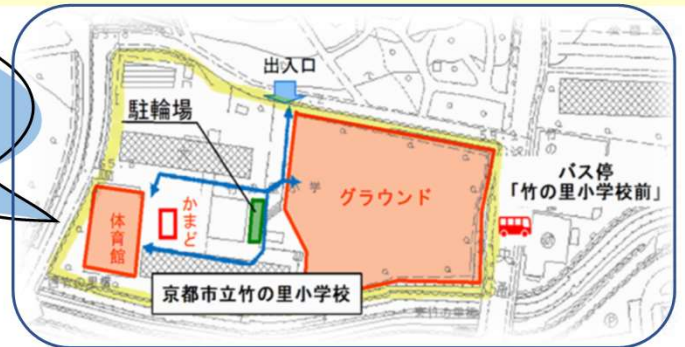 出入口
駐輪場
バス停
「竹の里小学校前」
グラウンド
かまど
体育館
京都市立竹の里小学校